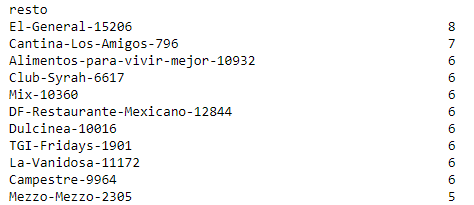 resto
El-General-15206 8
Cantina-Los-Amigos-796 7
Alimentos-para-vivir-mejor-10932 6
Club-Syrah-6617 6
Mix-10360 6
DF-Restaurante-Mexicano-12844 6
Dulcinea-10016 6
TGI-Fridays-1901 6
La-Vanidosa-11172 6
Campestre-9964 6
Mezzo-Mezzo-2305 5